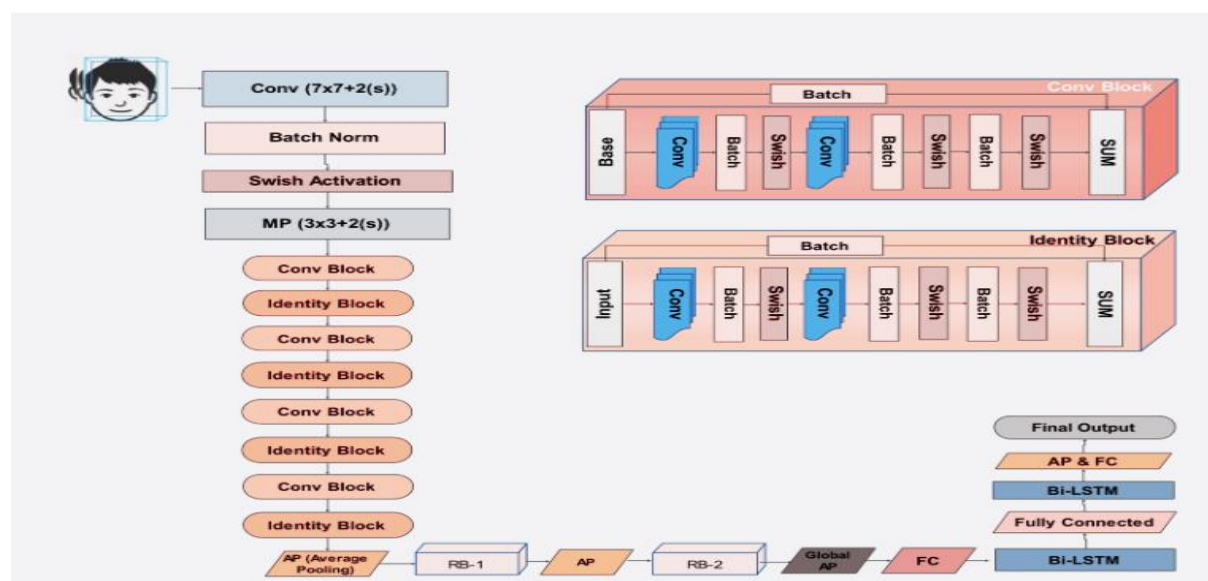 Conv (7x7+2(s))
Batch Norm
Swish Activation
MP (3x3+2(s))
Conv Block
Identity Block
Conv Block
Identity Block
Conv Block
Identity Block
Conv Block
Identity Block
AP (Average
Pooling)
RB-1
AP
RB-2
Global
AP
FC
Bi-LSTM
Fully Connected
Bi-LSTM
AP & FC
Final Output
Conv Block
Batch
Base
Conv
Batch
Swish
Conv
Batch
Swish
Batch
Swish
SUM
Identity Block
Batch
Input
Conv
Batch
Swish
Conv
Batch
Swish
Batch
Swish
SUM